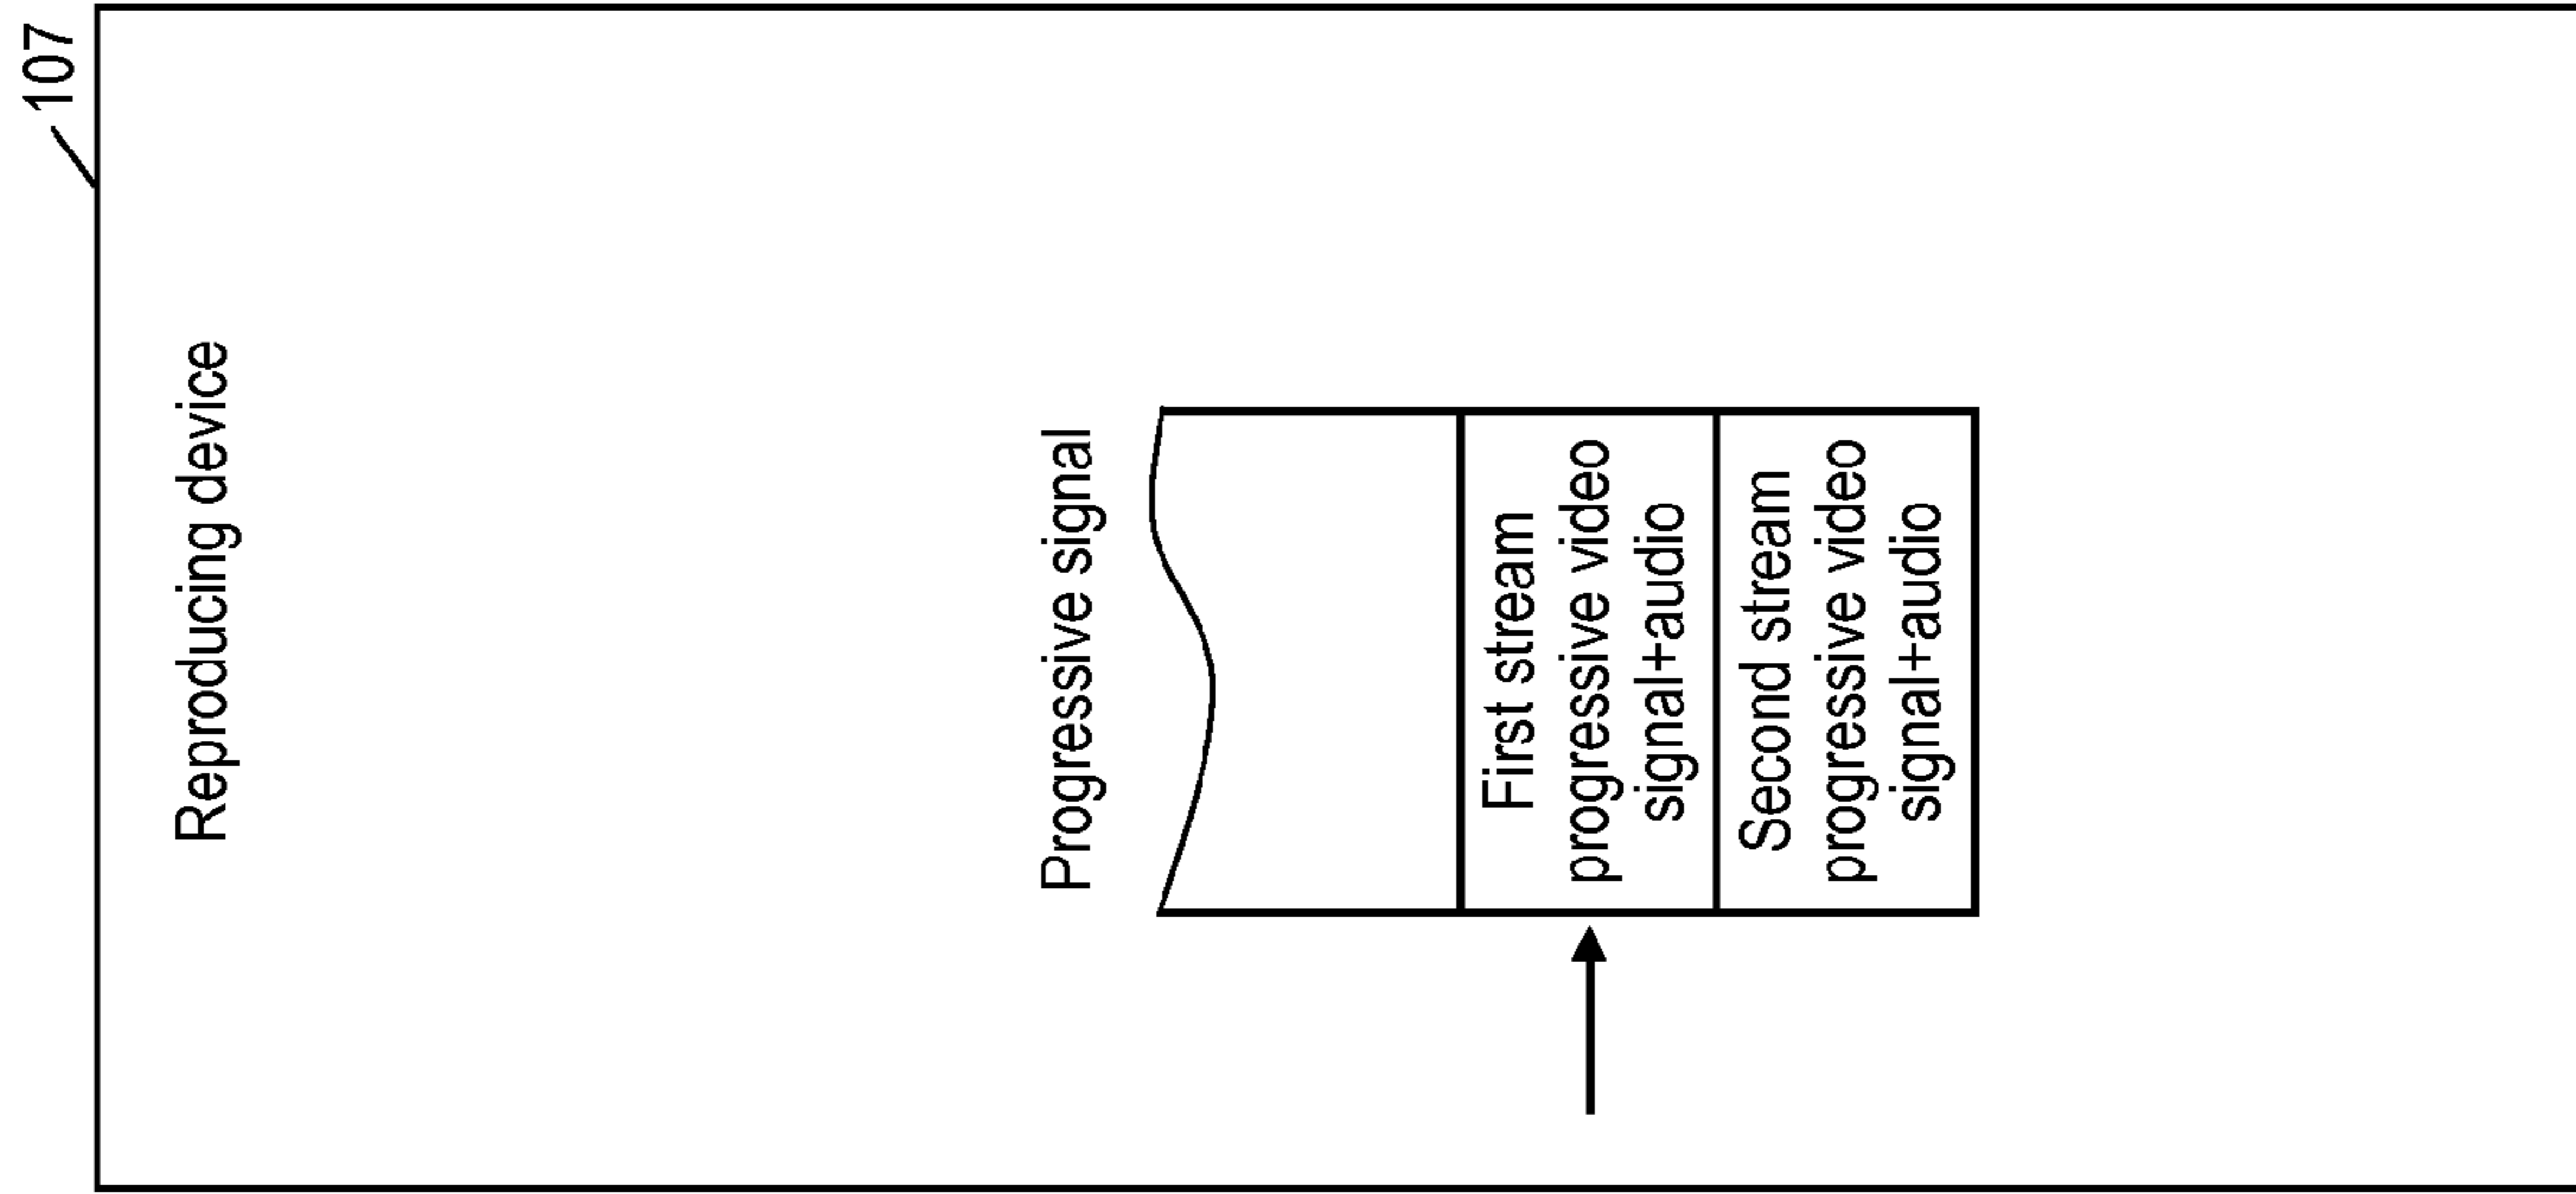 107
Reproducing device
Progressive signal
First stream
progressive video
signal+audio
Second stream
progressive video
signal+audio